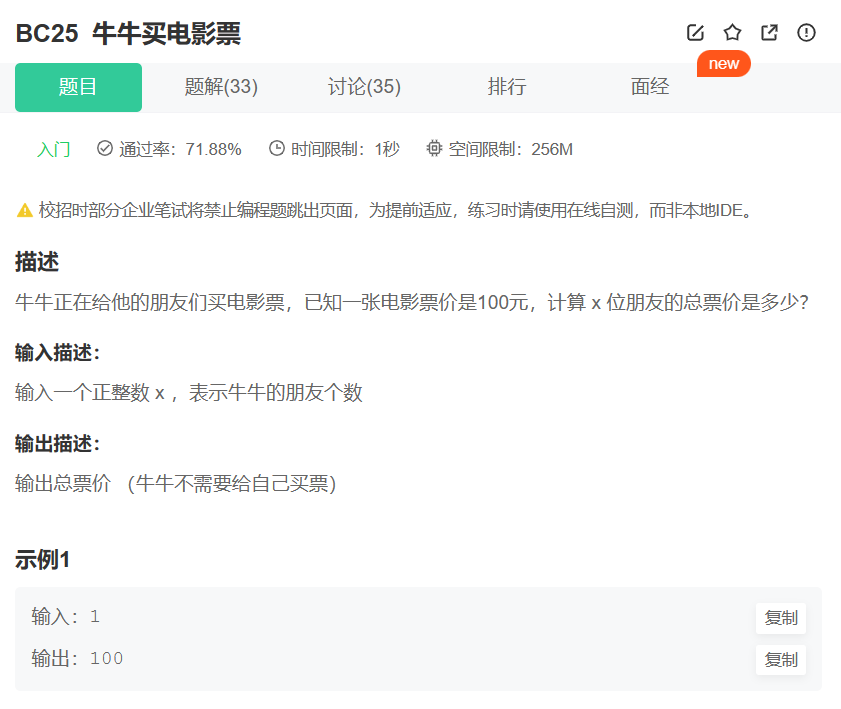 BC25 牛牛买电影票
new
题目 题解(33) 讨论(35) 排行 面经
入门 通过率：71.88% 时间限制：1秒 空间限制：256M
校招时部分企业笔试将禁止编程题跳出页面，为提前适应，练习时请使用在线自测，而非本地IDE。
描述
牛牛正在给他的朋友们买电影票，已知一张电影票价是100元，计算 x 位朋友的总票价是多少？
输入描述：
输入一个正整数 x ，表示牛牛的朋友个数
输出描述：
输出总票价 （牛牛不需要给自己买票）
示例1
输入：1 复制
输出：100 复制